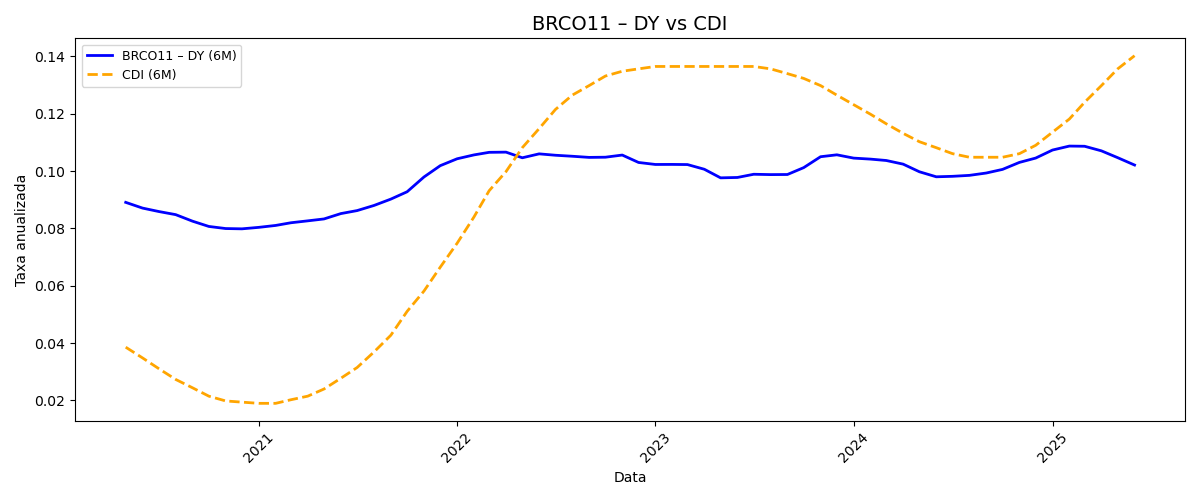 BRCO11 – DY vs CDI
BRCO11 – DY (6M)
CDI (6M)
Taxa anualizada
0.14
0.12
0.10
0.08
0.06
0.04
0.02
2021
2022
2023
2024
2025
Data